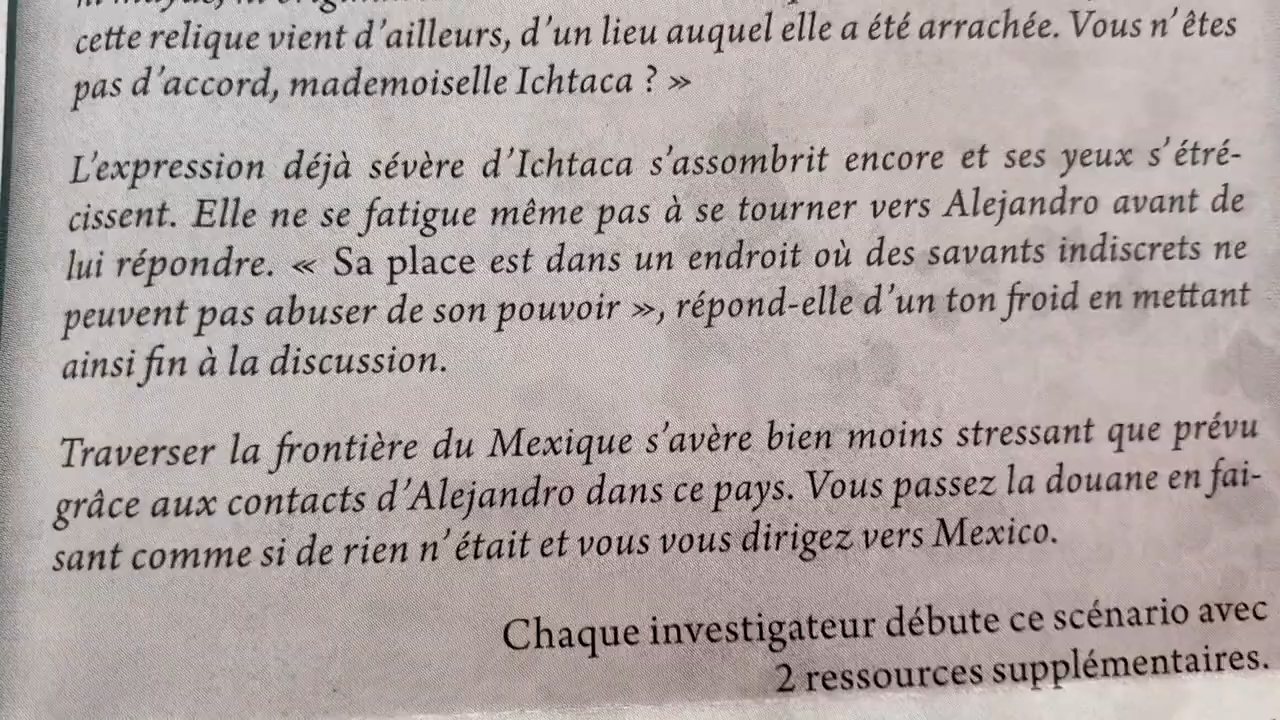 cette relique vient d'ailleurs, d'un lieu auquel elle a été arrachée. Vous n'êtes
pas d'accord, mademoiselle Ichtaca ? »
L'expression déjà sévère d'Ichtaca s'assombrit encore et ses yeux s'étré-
cissent. Elle ne se fatigue même pas à se tourner vers Alejandro avant de
lui répondre. « Sa place est dans un endroit où des savants indiscrets ne
peuvent pas abuser de son pouvoir », répond-elle d'un ton froid en mettant
ainsi fin à la discussion.
Traverser la frontière du Mexique s'avère bien moins stressant que prévu
grâce aux contacts d'Alejandro dans ce pays. Vous passez la douane en fai-
sant comme si de rien n'était et vous vous dirigez vers Mexico.
Chaque investigateur débute ce scénario avec
2 ressources supplémentaires.